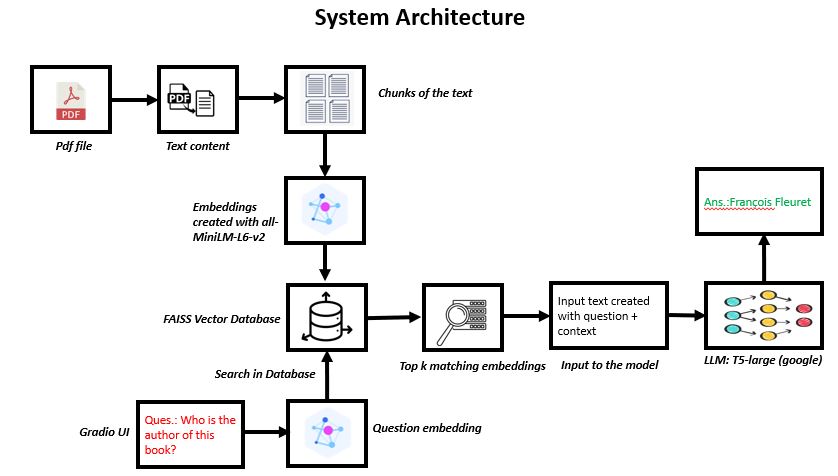 System Architecture
PDF
PDF
Pdf file
Text content
Chunks of the text
Embeddings
created with all-
MiniLM-L6-v2
Ans.:François Fleuret
FAISS Vector Database
Input text created
with question +
context
Search in Database
Top k matching embeddings
Input to the model
LLM: T5-large (google)
Gradio UI
Ques.: Who is the
author of this
book?
Question embedding